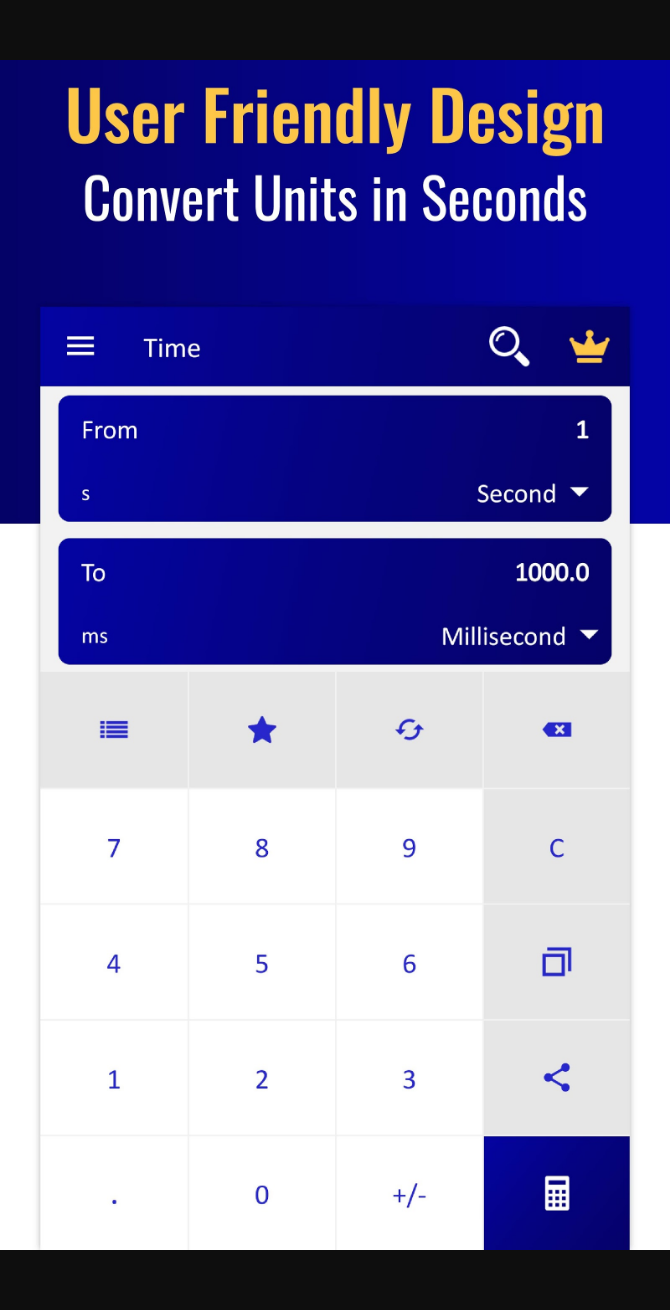 User Friendly Design
Convert Units in Seconds
Time
From 1
s Second
To 1000.0
ms Millisecond
7 8 9 C
4 5 6
1 2 3
. 0 +/-